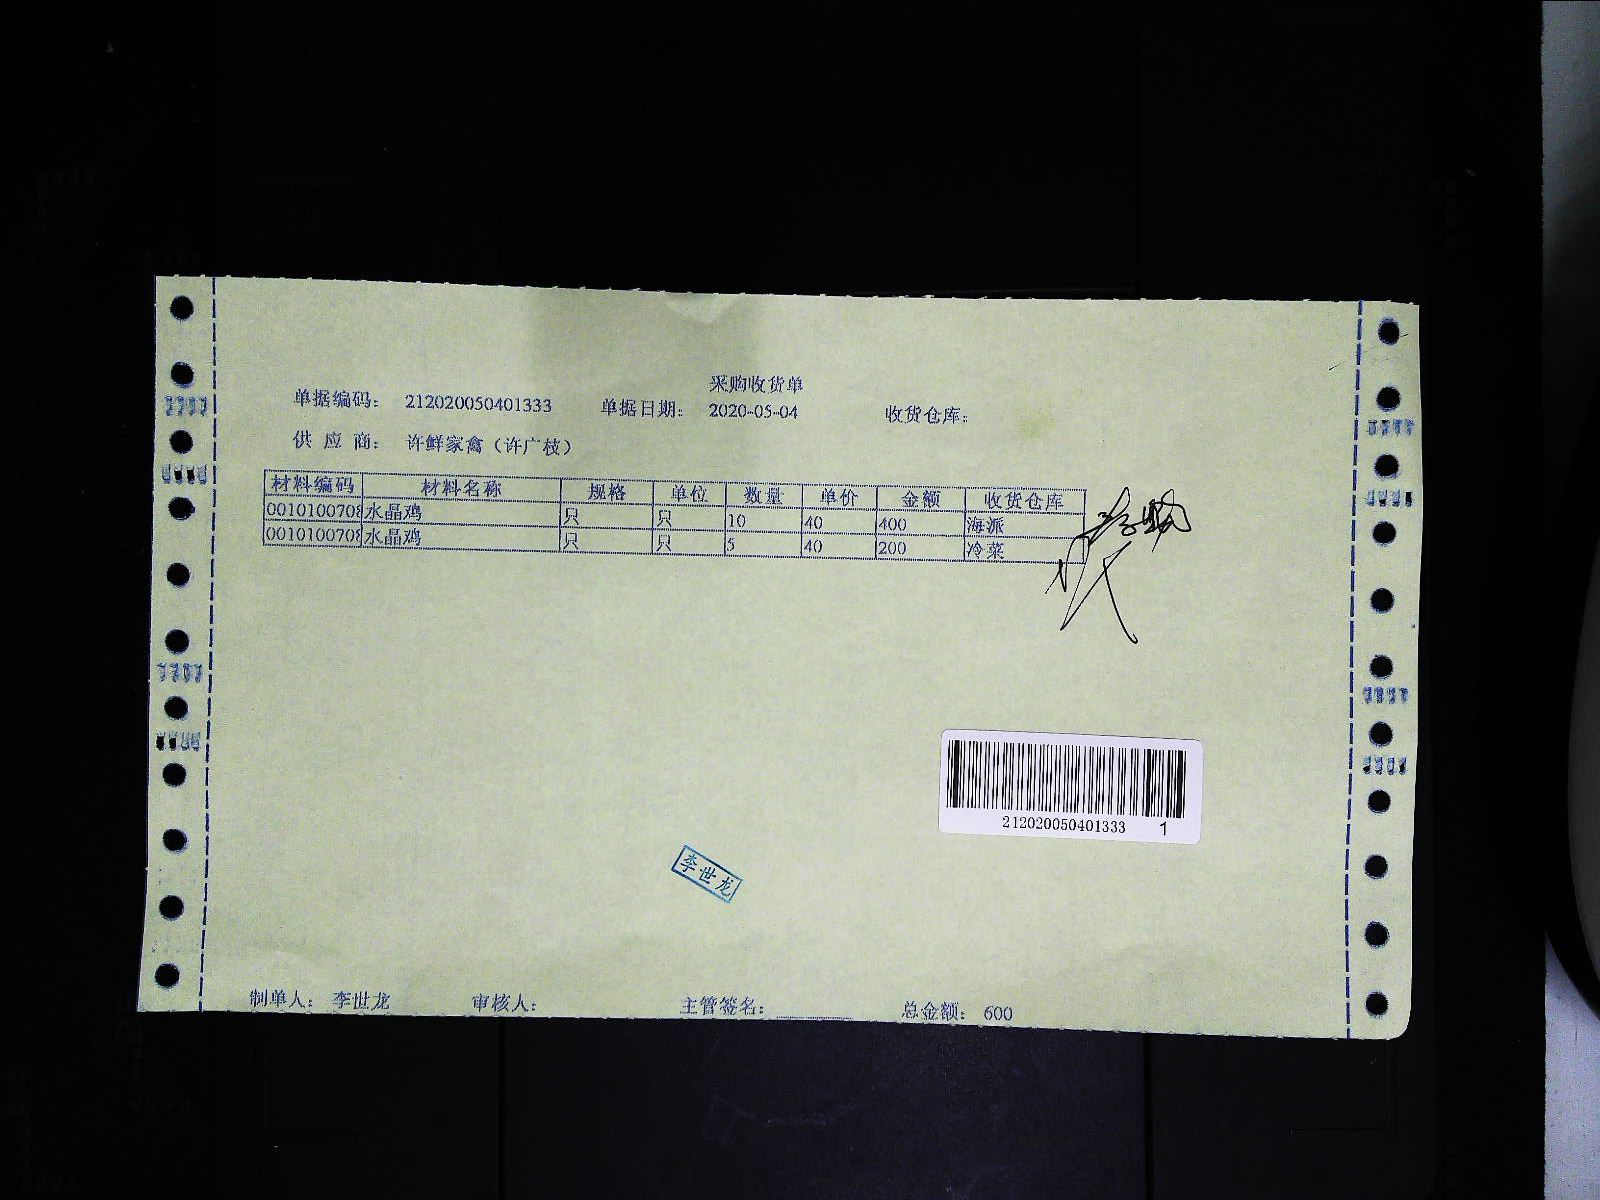 采购收货单
单据编码： 212020050401333 单据日期： 2020-05-04 收货仓库：
供 应 商： 许鲜家禽（许广枝）
材料编码 材料名称 规格 单位 数量 单价 金额 收货仓库
0010100708 水晶鸡 只 只 10 40 400 海派
0010100708 水晶鸡 只 只 5 40 200 冷菜
212020050401333 1
李世龙
制单人： 李世龙 审核人： 主管签名： 总金额： 600